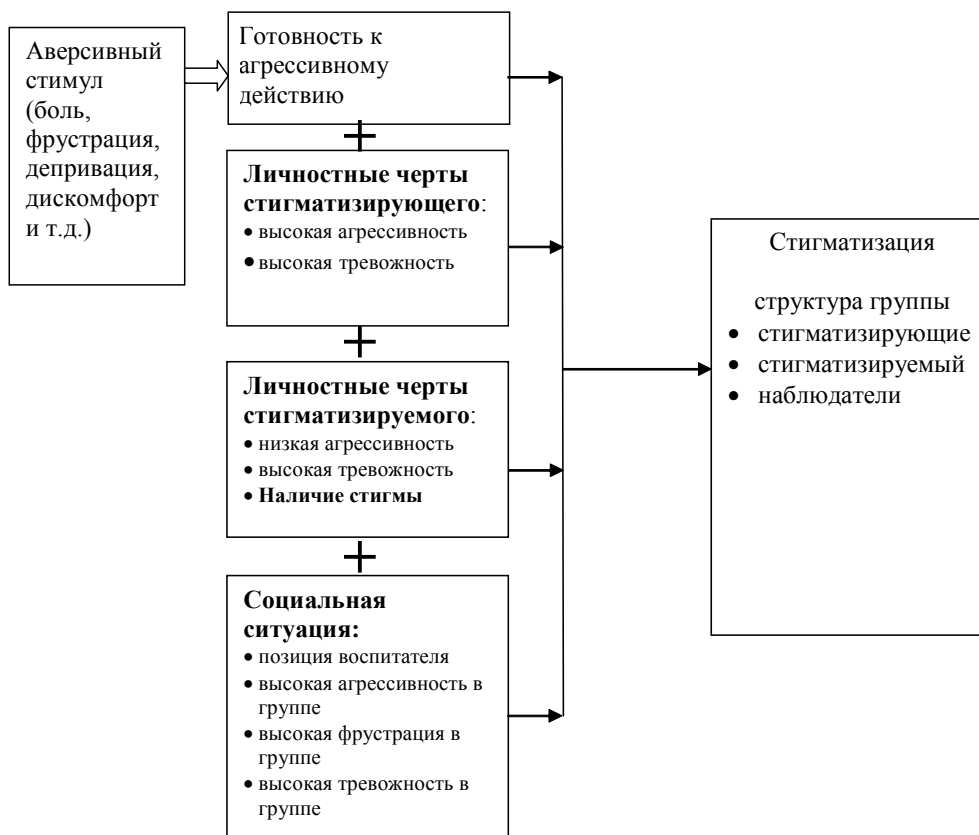 Аверсивный
стимул
(боль,
фрустрация,
депривация,
дискомфорт
и т.д.)
Готовность к
агрессивному
действию
+
Личностные черты
стигматизирующего:
• высокая агрессивность
• высокая тревожность
+
Личностные черты
стигматизируемого:
• низкая агрессивность
• высокая тревожность
• Наличие стигмы
+
Социальная
ситуация:
• позиция воспитателя
• высокая агрессивность в
группе
• высокая фрустрация в
группе
• высокая тревожность в
группе
Стигматизация
структура группы
• стигматизирующие
• стигматизируемый
• наблюдатели